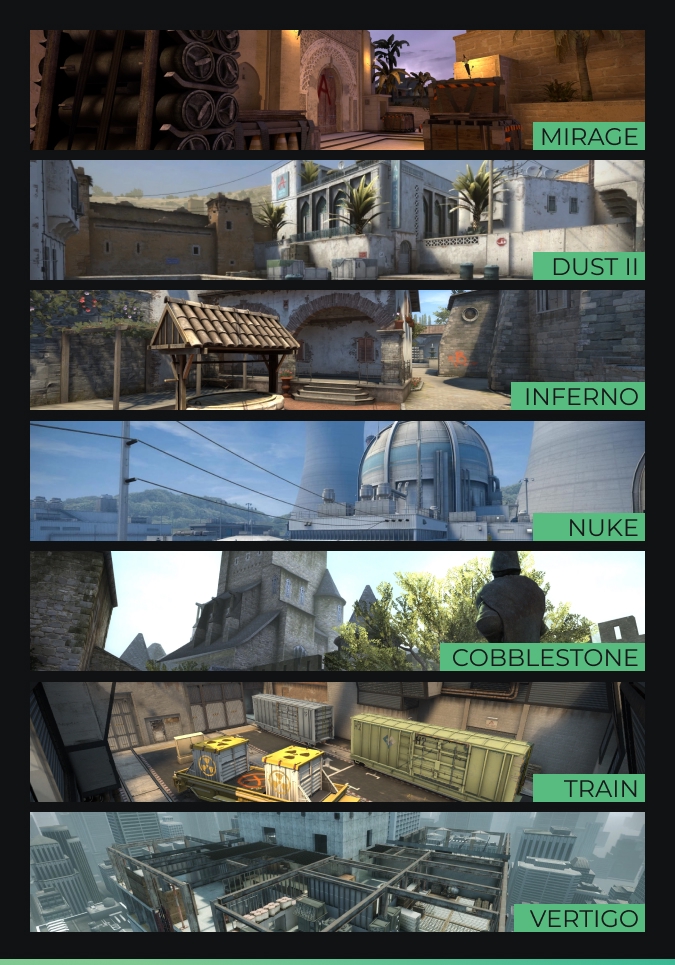 MIRAGE
DUST II
INFERNO
NUKE
COBBLESTONE
TRAIN
VERTIGO